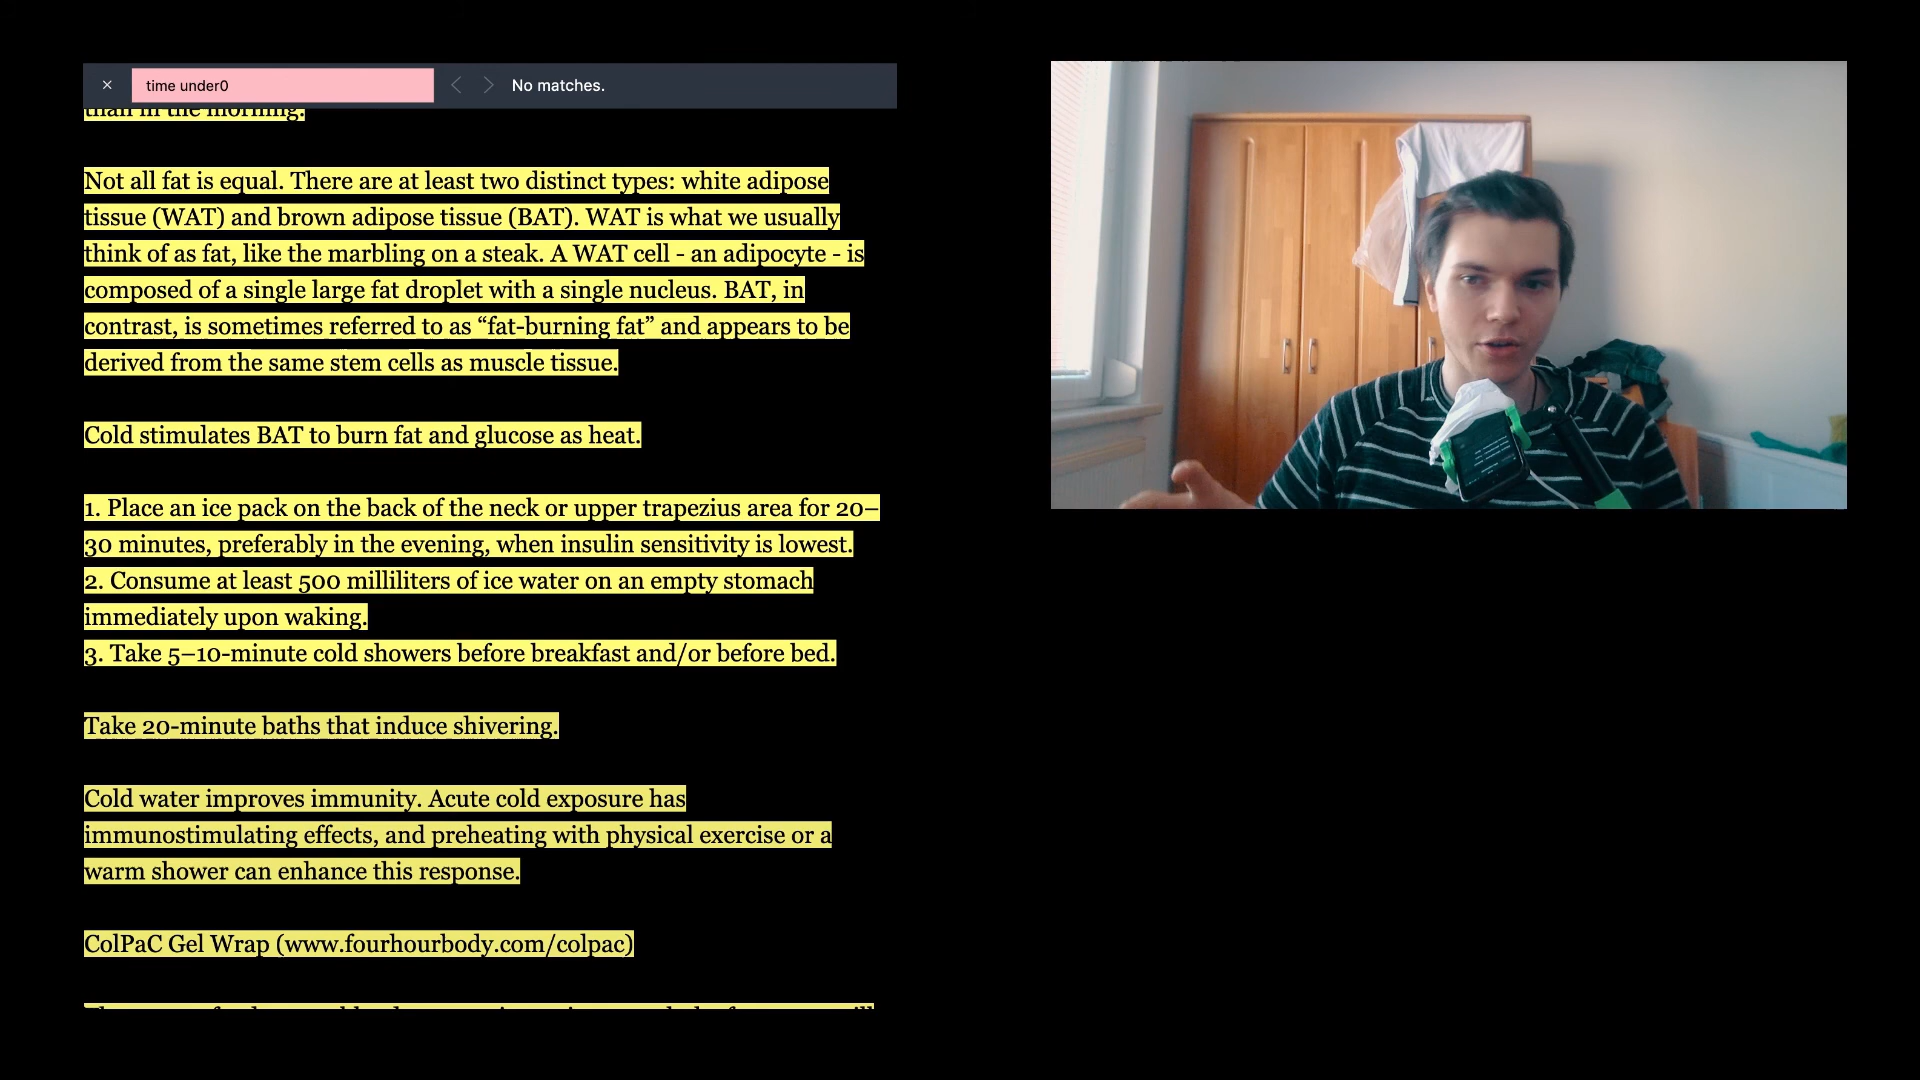 × time under0 No matches.
than in the morning.
Not all fat is equal. There are at least two distinct types: white adipose
tissue (WAT) and brown adipose tissue (BAT). WAT is what we usually
think of as fat, like the marbling on a steak. A WAT cell - an adipocyte - is
composed of a single large fat droplet with a single nucleus. BAT, in
contrast, is sometimes referred to as “fat-burning fat” and appears to be
derived from the same stem cells as muscle tissue.
Cold stimulates BAT to burn fat and glucose as heat.
1. Place an ice pack on the back of the neck or upper trapezius area for 20–
30 minutes, preferably in the evening, when insulin sensitivity is lowest.
2. Consume at least 500 milliliters of ice water on an empty stomach
immediately upon waking.
3. Take 5–10-minute cold showers before breakfast and/or before bed.
Take 20-minute baths that induce shivering.
Cold water improves immunity. Acute cold exposure has
immunostimulating effects, and preheating with physical exercise or a
warm shower can enhance this response.
ColPaC Gel Wrap (www.fourhourbody.com/colpac)